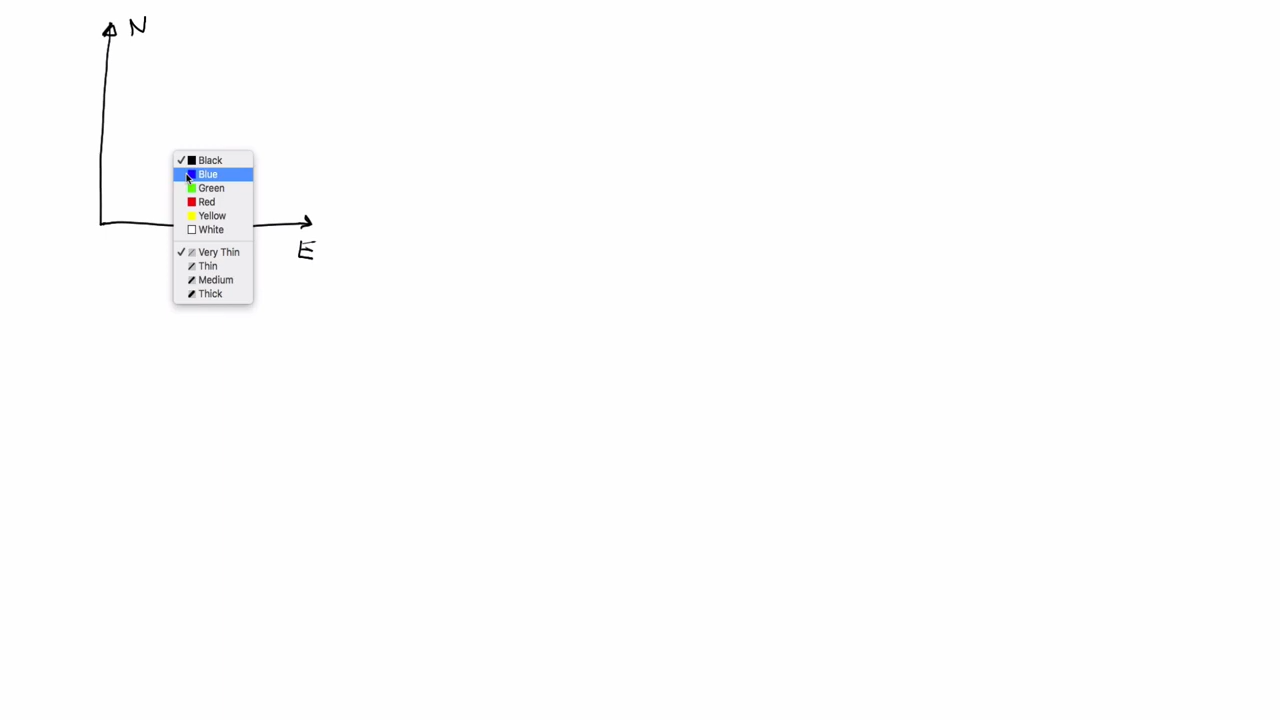 N
Black
Blue
Green
Red
Yellow
White
E
Very Thin
Thin
Medium
Thick